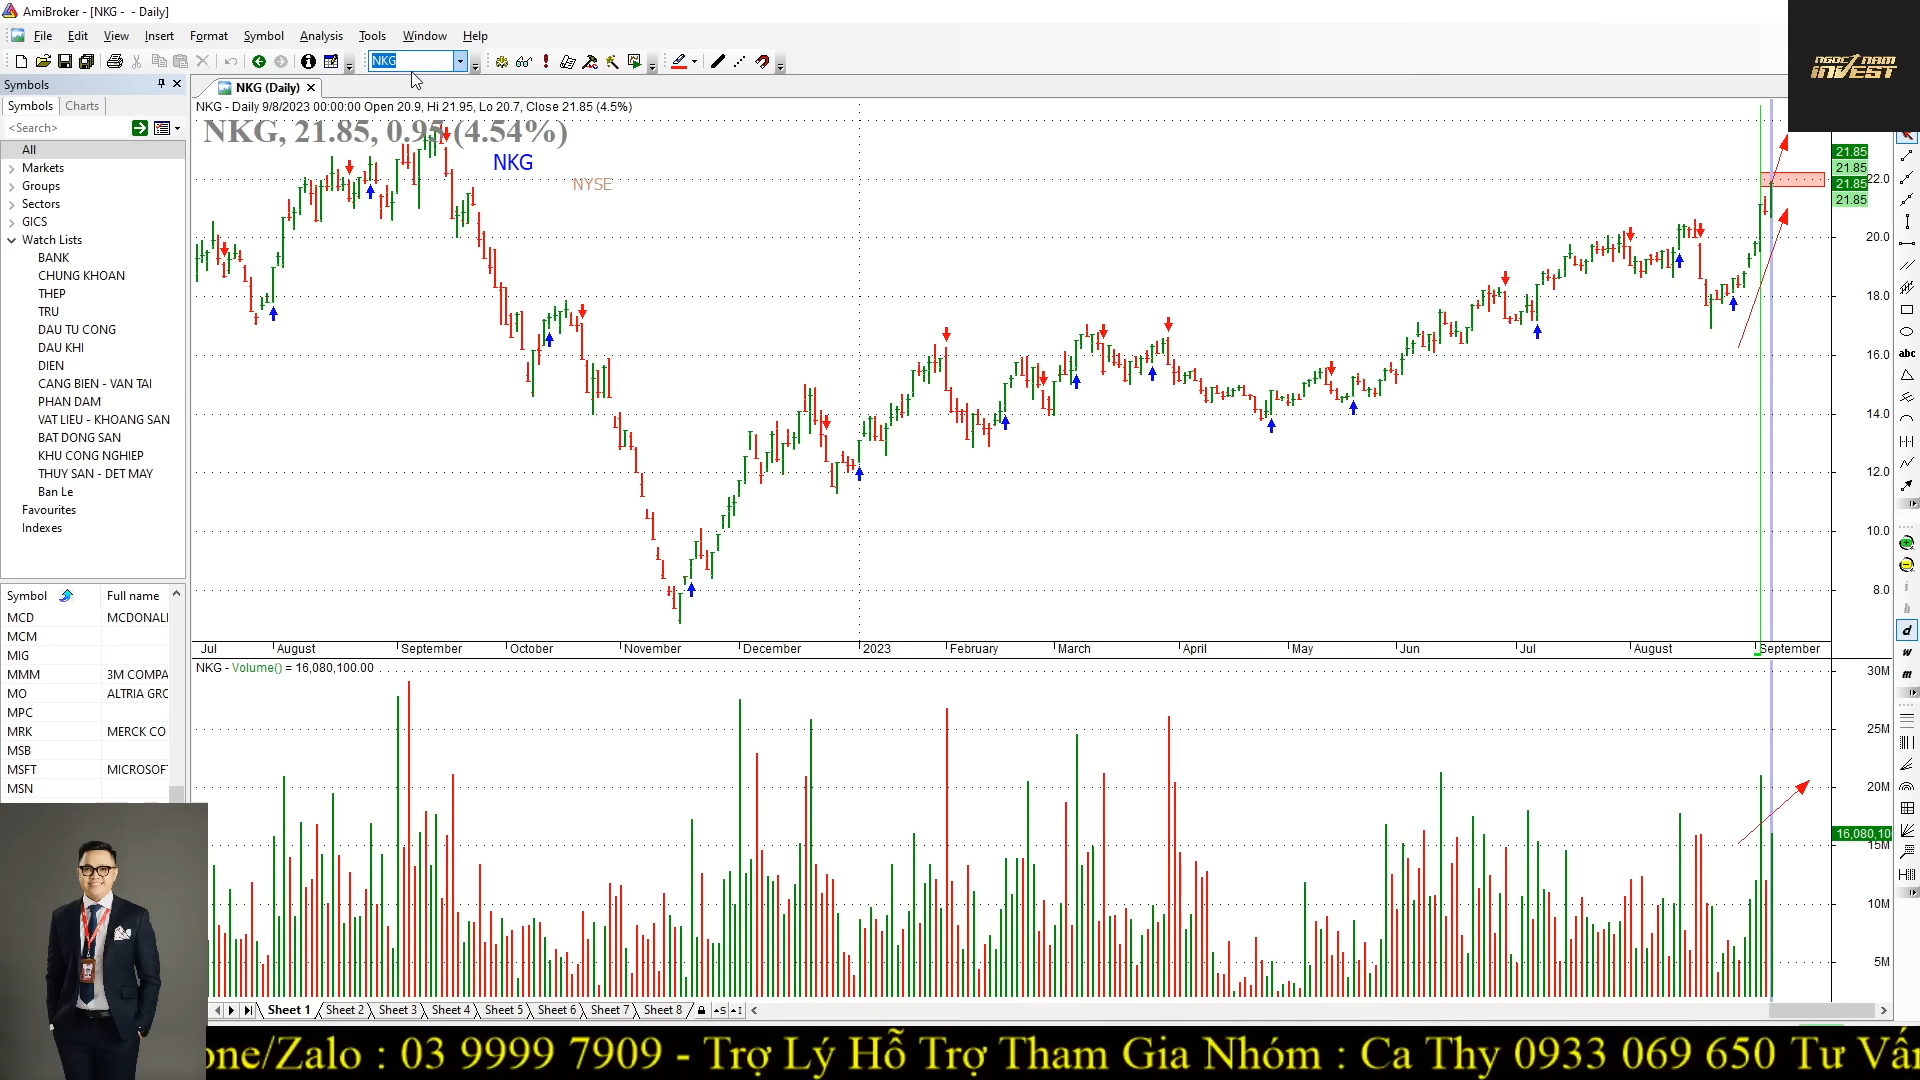 AmiBroker - [NKG -  - Daily]
File Edit View Insert Format Symbol Analysis Tools Window Help
NKG
NGOC NAM
INVEST
Symbols
NKG (Daily)
Symbols Charts
NKG - Daily 9/8/2023 00:00:00 Open 20.9, Hi 21.95, Lo 20.7, Close 21.85 (4.5%)
<Search>
NKG, 21.85, 0.95 (4.54%)
NKG
NYSE
All
Markets
Groups
Sectors
GICS
Watch Lists
BANK
CHUNG KHOAN
THEP
TRU
DAU TU CONG
DAU KHI
DIEN
CANG BIEN - VAN TAI
PHAN DAM
VAT LIEU - KHOANG SAN
BAT DONG SAN
KHU CONG NGHIEP
THUY SAN - DET MAY
Ban Le
Favourites
Indexes
21.85
21.85
21.85
21.85
22.0
20.0
18.0
16.0
14.0
12.0
10.0
8.0
abc
i
h
d
w
m
Jul August September October November December 2023 February March April May Jun Jul August September
NKG - Volume() = 16,080,100.00
30M
25M
20M
16,080,10
15M
10M
5M
Symbol Full name
MCD MCDONALI
MCM
MIG
MMM 3M COMPA
MO ALTRIA GRC
MPC
MRK MERCK CO
MSB
MSFT MICROSOF
MSN
Sheet 1 Sheet 2 Sheet 3 Sheet 4 Sheet 5 Sheet 6 Sheet 7 Sheet 8
one/Zalo : 03 9999 7909 - Trợ Lý Hỗ Trợ Tham Gia Nhóm : Ca Thy 0933 069 650 Tư Vấn